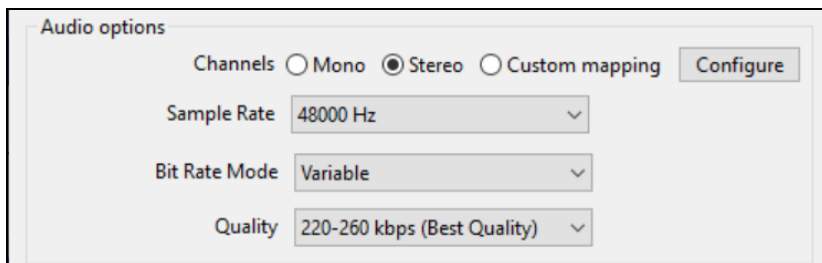 Audio options
Channels Mono Stereo Custom mapping Configure
Sample Rate 48000 Hz
Bit Rate Mode Variable
Quality 220-260 kbps (Best Quality)